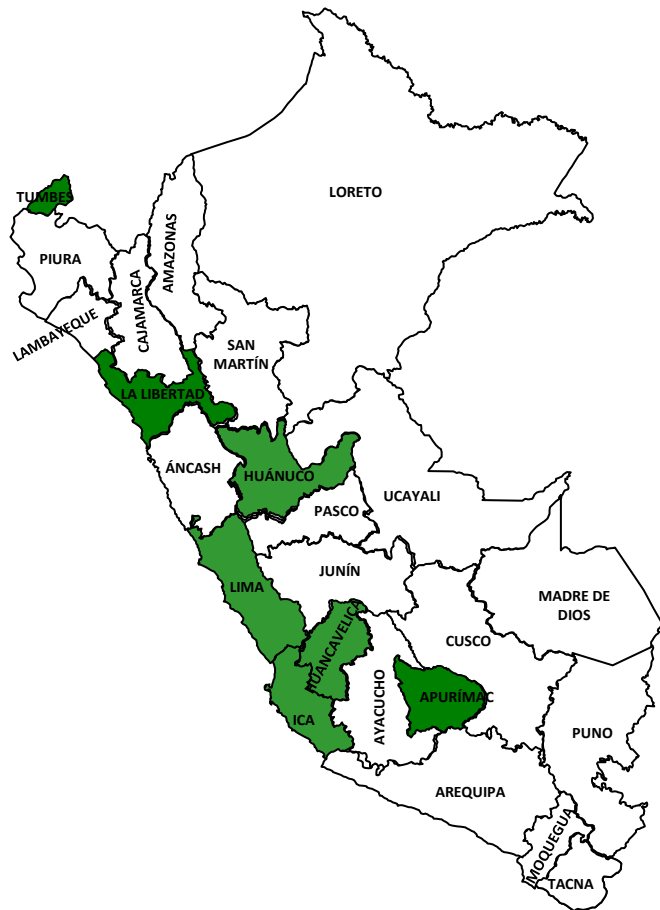 LORETO
TUMBES
AMAZONAS
PIURA
CAJAMARCA
LAMBAYEQUE
SAN
MARTÍN
LA LIBERTAD
ÁNCASH
HUÁNUCO
UCAYALI
PASCO
JUNÍN
LIMA
MADRE DE
DIOS
HUANCAVELICA
CUSCO
APURÍMAC
ICA
AYACUCHO
PUNO
AREQUIPA
MOQUEGUA
TACNA